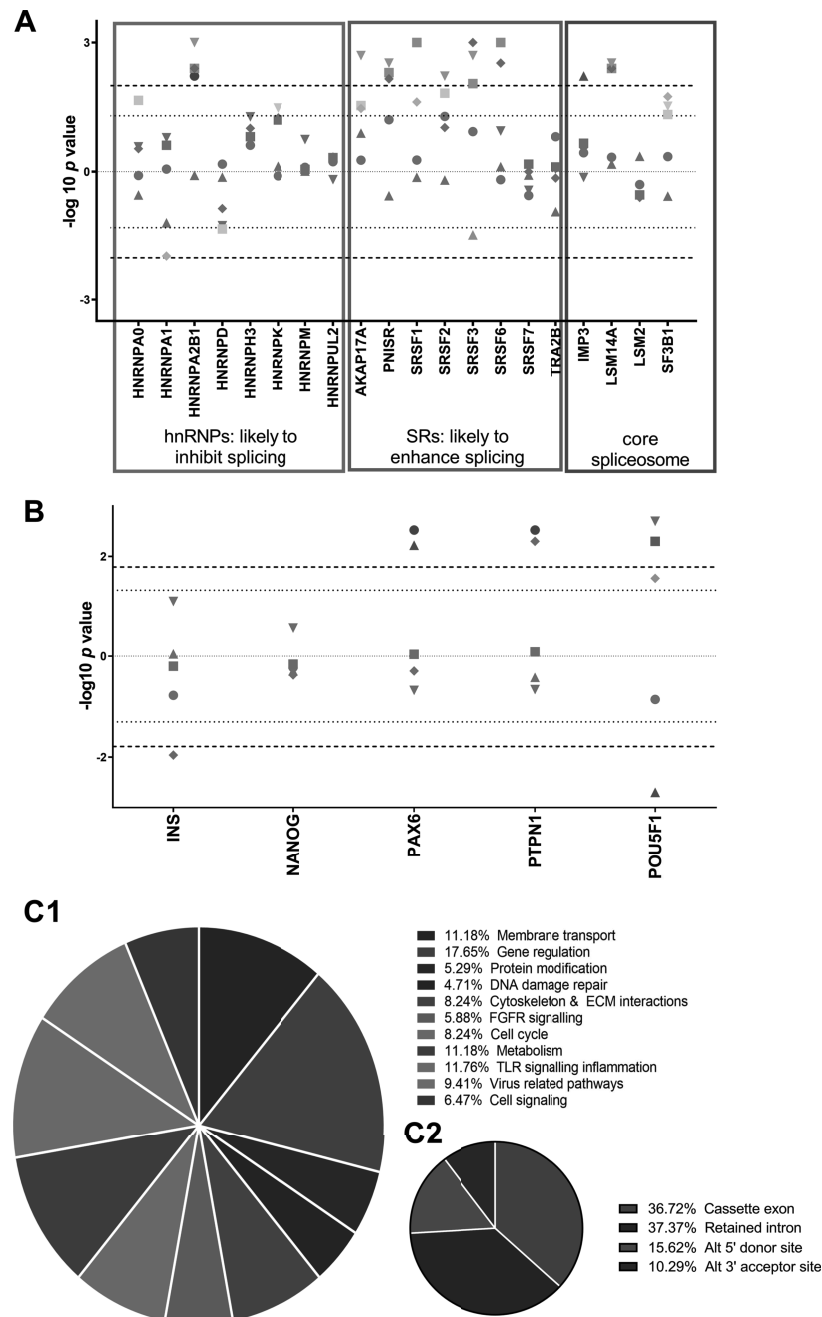 A
-log 10 p value
3
0
-3
HNRNPA0
HNRNPA1
HNRNPA2B1
HNRNPD
HNRNPH3
HNRNPK
HNRNPM
HNRNPUL2
AKAP17A
PNISR
SRSF1
SRSF2
SRSF3
SRSF6
SRSF7
TRA2B
IMP3
LSM14A
LSM2
SF3B1
hnRNPs: likely to
inhibit splicing
SRs: likely to
enhance splicing
core
spliceosome
B
-log10 p value
2
0
-2
INS
NANOG
PAX6
PTPN1
POU5F1
C1
11.18% Membrane transport
17.65% Gene regulation
5.29% Protein modification
4.71% DNA damage repair
8.24% Cytoskeleton & ECM interactions
5.88% FGFR signalling
8.24% Cell cycle
11.18% Metabolism
11.76% TLR signalling inflammation
9.41% Virus related pathways
6.47% Cell signaling
C2
36.72% Cassette exon
37.37% Retained intron
15.62% Alt 5' donor site
10.29% Alt 3' acceptor site